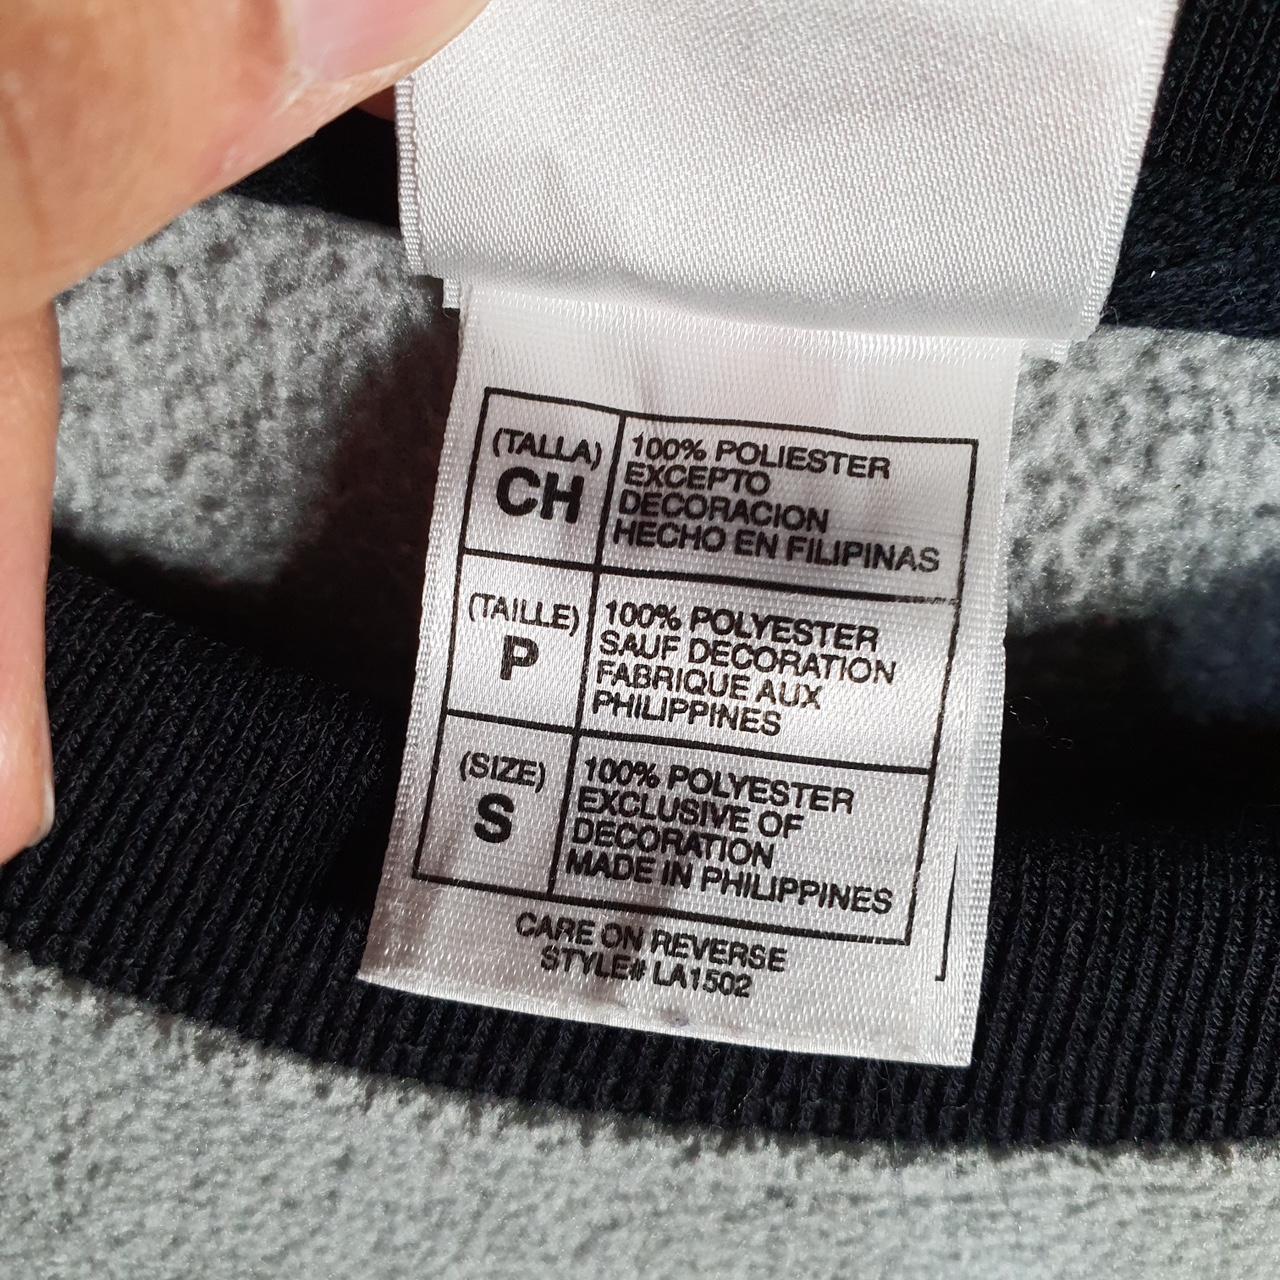 (TALLA)
CH
100% POLIESTER
EXCEPTO
DECORACION
HECHO EN FILIPINAS
(TAILLE)
P
100% POLYESTER
SAUF DECORATION
FABRIQUE AUX
PHILIPPINES
(SIZE)
S
100% POLYESTER
EXCLUSIVE OF
DECORATION
MADE IN PHILIPPINES
CARE ON REVERSE
STYLE# LA1502